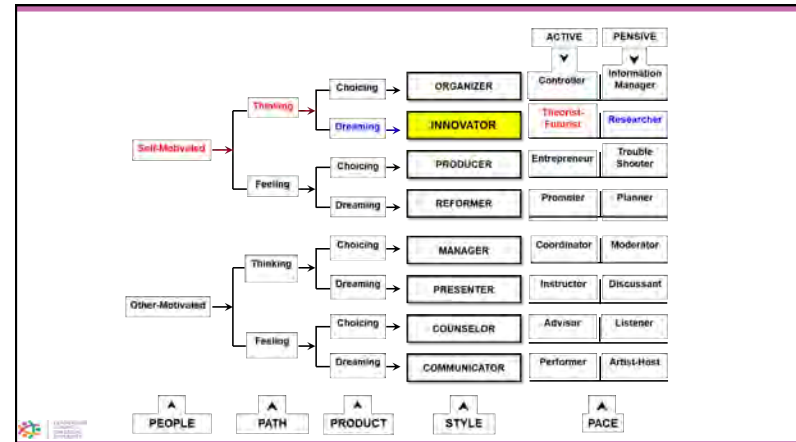 ACTIVE PENSIVE
Choicing ORGANIZER Controller Information
Manager
Thinking
Dreaming INNOVATOR Theorist-
Futurist Researcher
Self-Motivated
Choicing PRODUCER Entrepreneur Trouble
Shooter
Feeling
Dreaming REFORMER Promoter Planner
Choicing MANAGER Coordinator Moderator
Thinking
Dreaming PRESENTER Instructor Discussant
Other-Motivated
Choicing COUNSELOR Advisor Listener
Feeling
Dreaming COMMUNICATOR Performer Artist-Host
PEOPLE PATH PRODUCT STYLE PACE